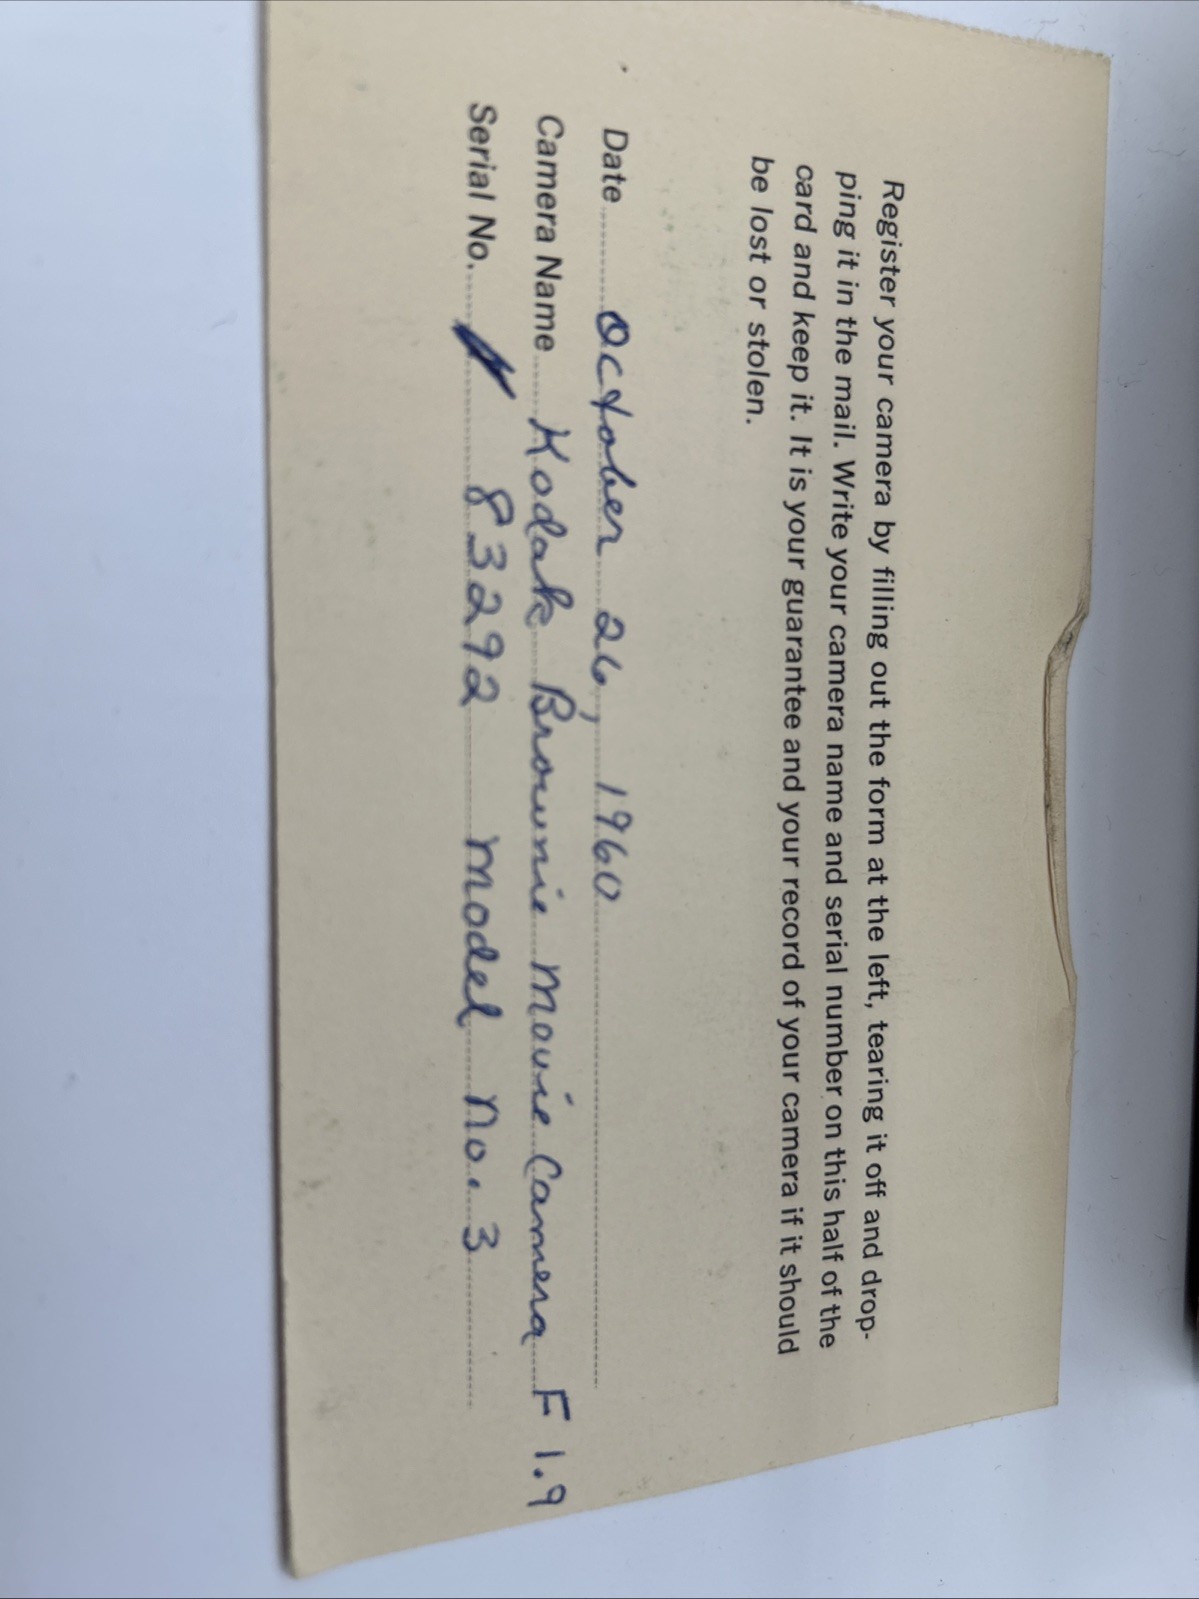 Register your camera by filling out the form at the left, tearing it off and drop-
ping it in the mail. Write your camera name and serial number on this half of the
card and keep it. It is your guarantee and your record of your camera if it should
be lost or stolen.
Date October 26, 1960
Camera Name Kodak Brownie Movie Camera F 1.9
Serial No. 83292 Model No. 3